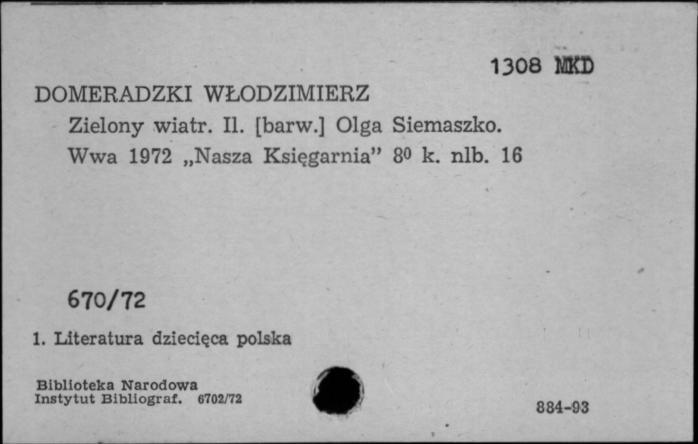 1308 MKD
DOMERADZKI WŁODZIMIERZ
Zielony wiatr. Il. [barw.] Olga Siemaszko.
Wwa 1972 „Nasza Księgarnia” 8⁰ k. nlb. 16
670/72
1. Literatura dziecięca polska
Biblioteka Narodowa
Instytut Bibliograf. 6702/72
884-93